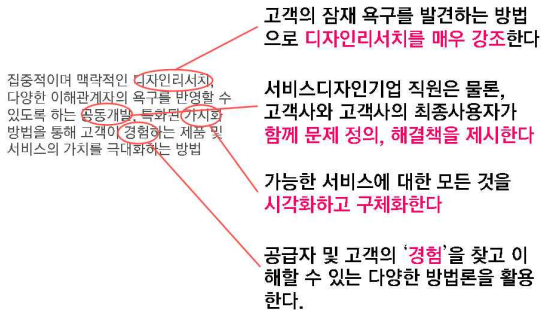 고객의 잠재 욕구를 발견하는 방법
으로 디자인리서치를 매우 강조한다
집중적이며 맥락적인 디자인리서치,
다양한 이해관계자의 욕구를 반영할 수
있도록 하는 공동개발, 특화된 가치화
방법을 통해 고객이 경험하는 제품 및
서비스의 가치를 극대화하는 방법
서비스디자인기업 직원은 물론,
고객사와 고객사의 최종사용자가
함께 문제 정의, 해결책을 제시한다
가능한 서비스에 대한 모든 것을
시각화하고 구체화한다
공급자 및 고객의 ‘경험’을 찾고 이
해할 수 있는 다양한 방법론을 활용
한다.